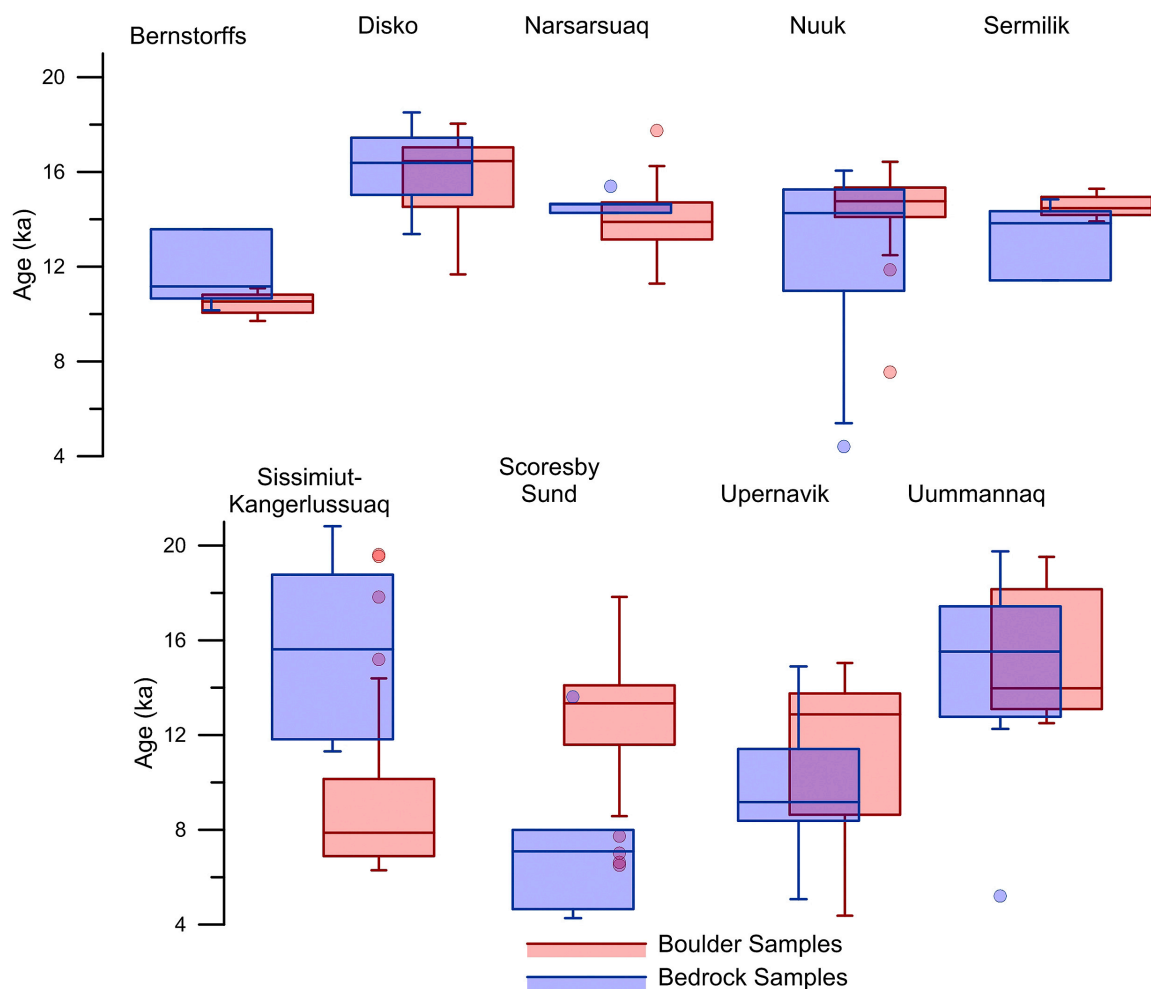 Bernstorffs
Disko
Narsarsuaq
Nuuk
Sermilik
20
16
12
8
4
Age (ka)
Sissimiut-
Kangerlussuaq
Scoresby
Sund
Upernavik
Uummannaq
20
16
12
8
4
Age (ka)
Boulder Samples
Bedrock Samples